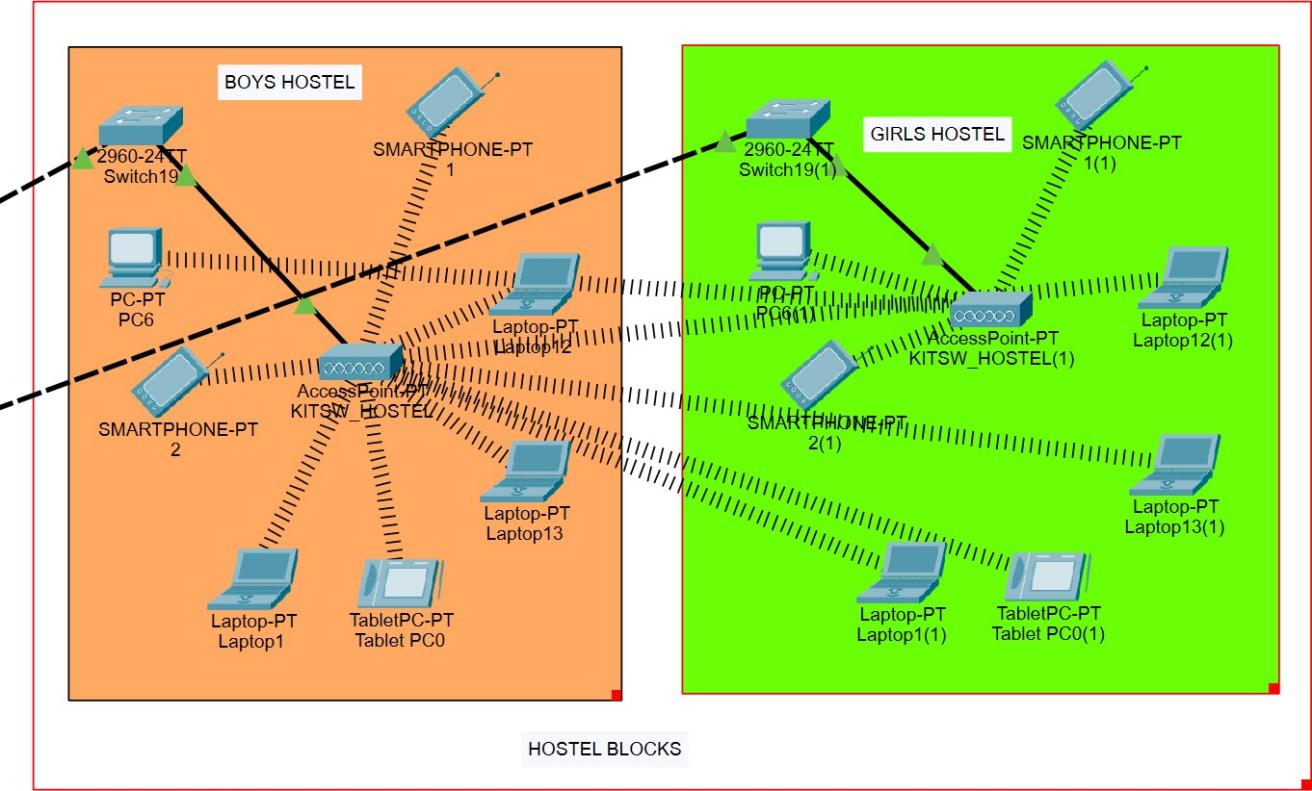 BOYS HOSTEL
2960-24TT
Switch19
SMARTPHONE-PT
1
PC-PT
PC6
Laptop-PT
Laptop12
AccessPoint-PT
KITSW_HOSTEL
SMARTPHONE-PT
2
Laptop-PT
Laptop13
Laptop-PT
Laptop1
TabletPC-PT
Tablet PC0
GIRLS HOSTEL
2960-24TT
Switch19(1)
SMARTPHONE-PT
1(1)
PC-PT
PC6(1)
AccessPoint-PT
KITSW_HOSTEL(1)
Laptop-PT
Laptop12(1)
SMARTPHONE-PT
2(1)
Laptop-PT
Laptop13(1)
Laptop-PT
Laptop1(1)
TabletPC-PT
Tablet PC0(1)
HOSTEL BLOCKS